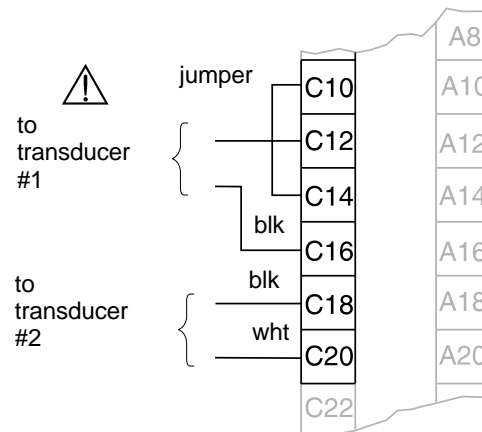 A8
jumper
C10
A10
to
transducer
#1
C12
A12
C14
A14
blk
C16
A16
to
transducer
#2
blk
C18
A18
wht
C20
A20
C22